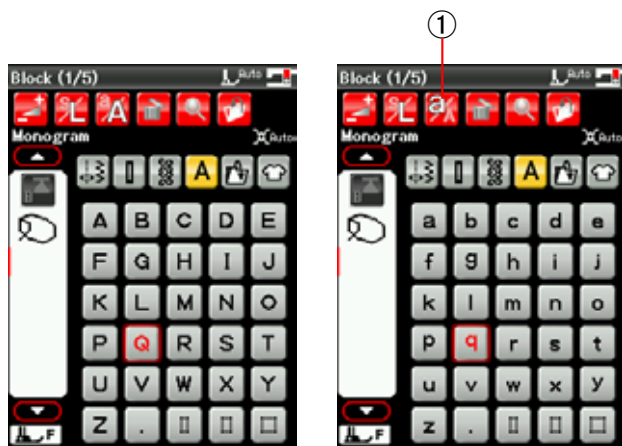 ①
Block (1/5)
Auto
S L
a A
Monogram
Auto
B
A
A B C D E
F G H I J
K L M N O
P Q R S T
U V W X Y
Z .
F
Block (1/5)
Auto
S L
a A
Monogram
Auto
B
A
a b c d e
f g h i j
k l m n o
p q r s t
u v w x y
z .
F